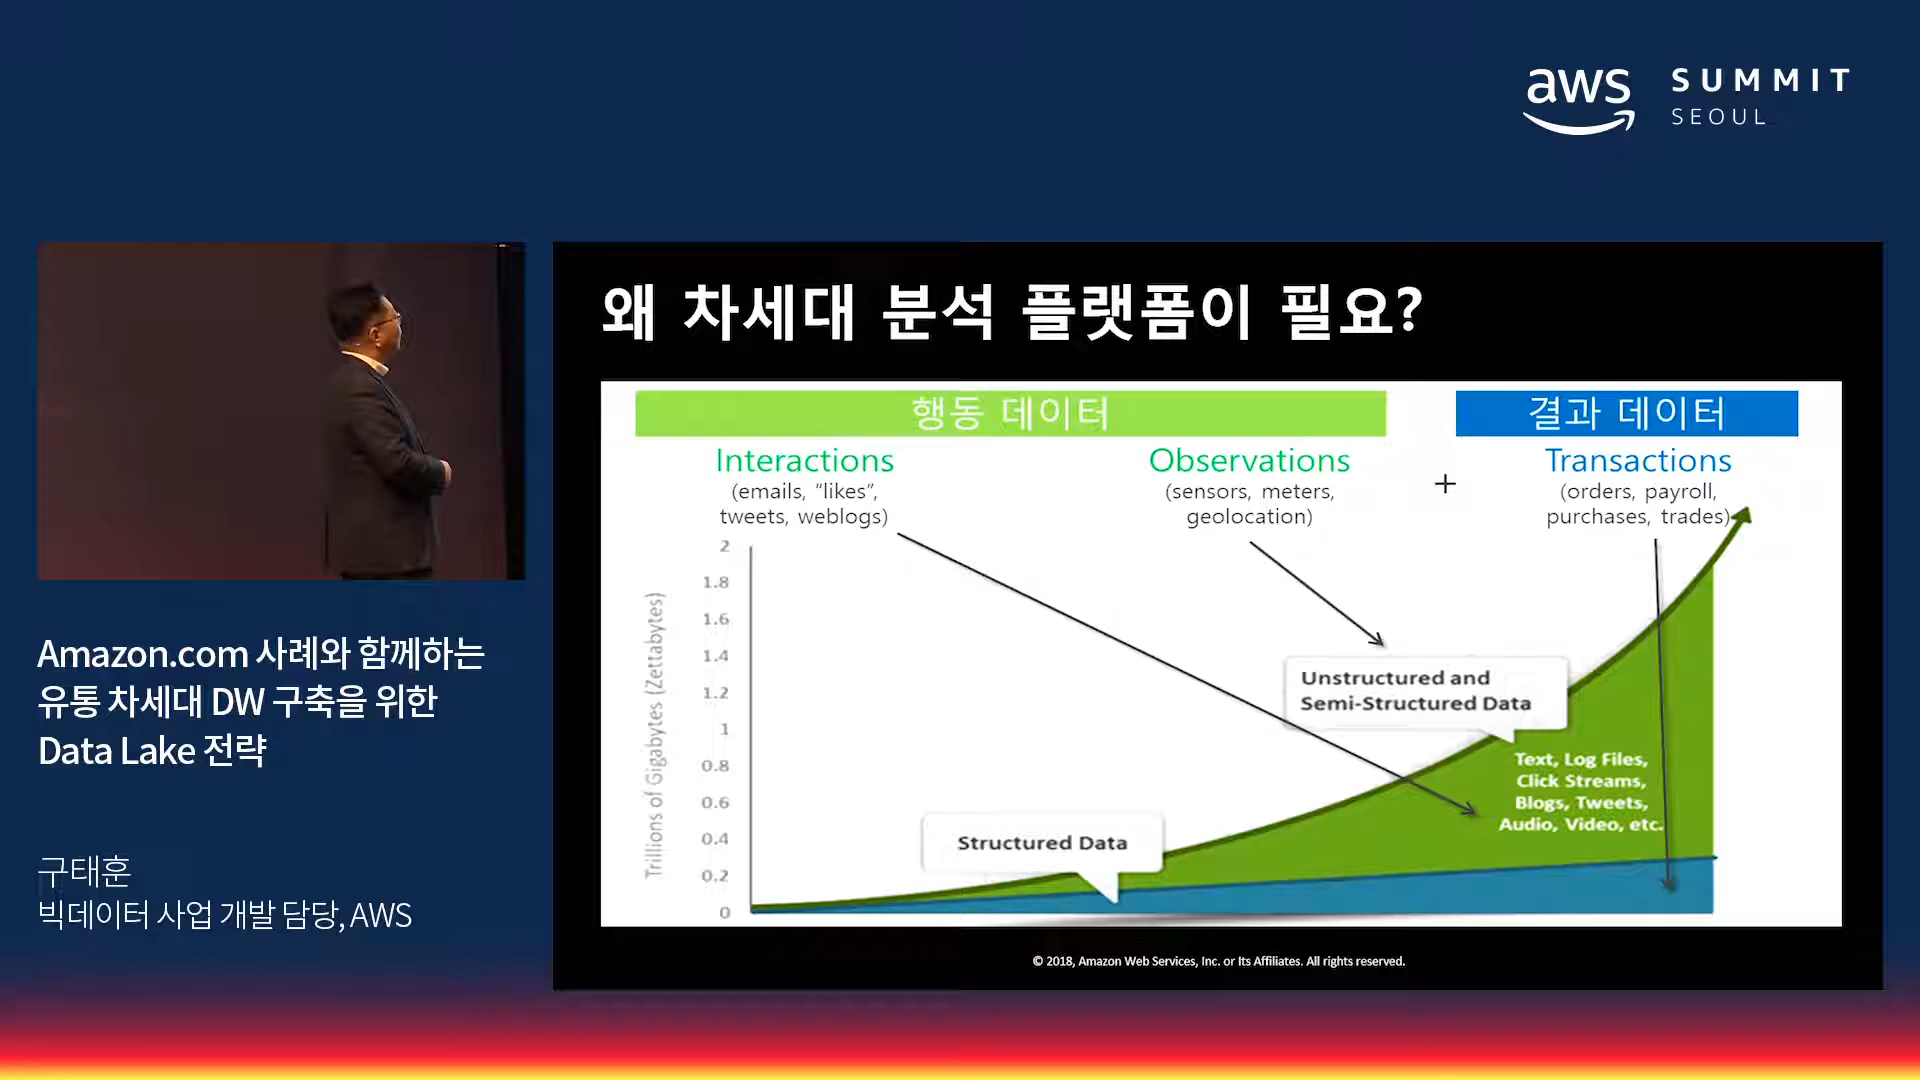 aws SUMMIT
SEOUL
Amazon.com 사례와 함께하는
유통 차세대 DW 구축을 위한
Data Lake 전략
구태훈
빅데이터 사업 개발 담당, AWS
왜 차세대 분석 플랫폼이 필요?
행동 데이터
결과 데이터
Interactions
(emails, “likes”,
tweets, weblogs)
Observations
(sensors, meters,
geolocation)
+
Transactions
(orders, payroll,
purchases, trades)
Trillions of Gigabytes (Zettabytes)
2
1.8
1.6
1.4
1.2
1
0.8
0.6
0.4
0.2
0
Unstructured and
Semi-Structured Data
Text, Log Files,
Click Streams,
Blogs, Tweets,
Audio, Video, etc.
Structured Data
© 2018, Amazon Web Services, Inc. or Its Affiliates. All rights reserved.